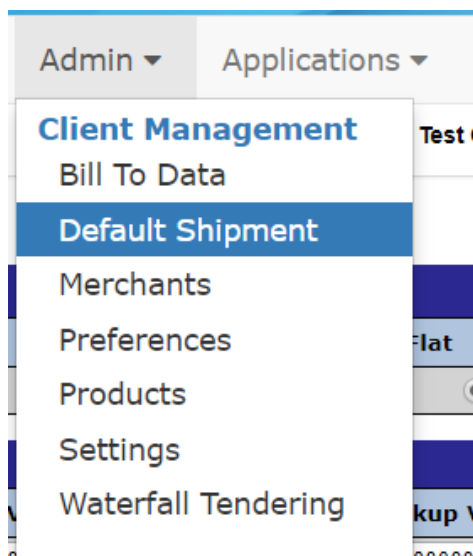 Admin Applications
Client Management
Test
Bill To Data
Default Shipment
Merchants
Preferences
Flat
Products
Settings
Waterfall Tendering
kup